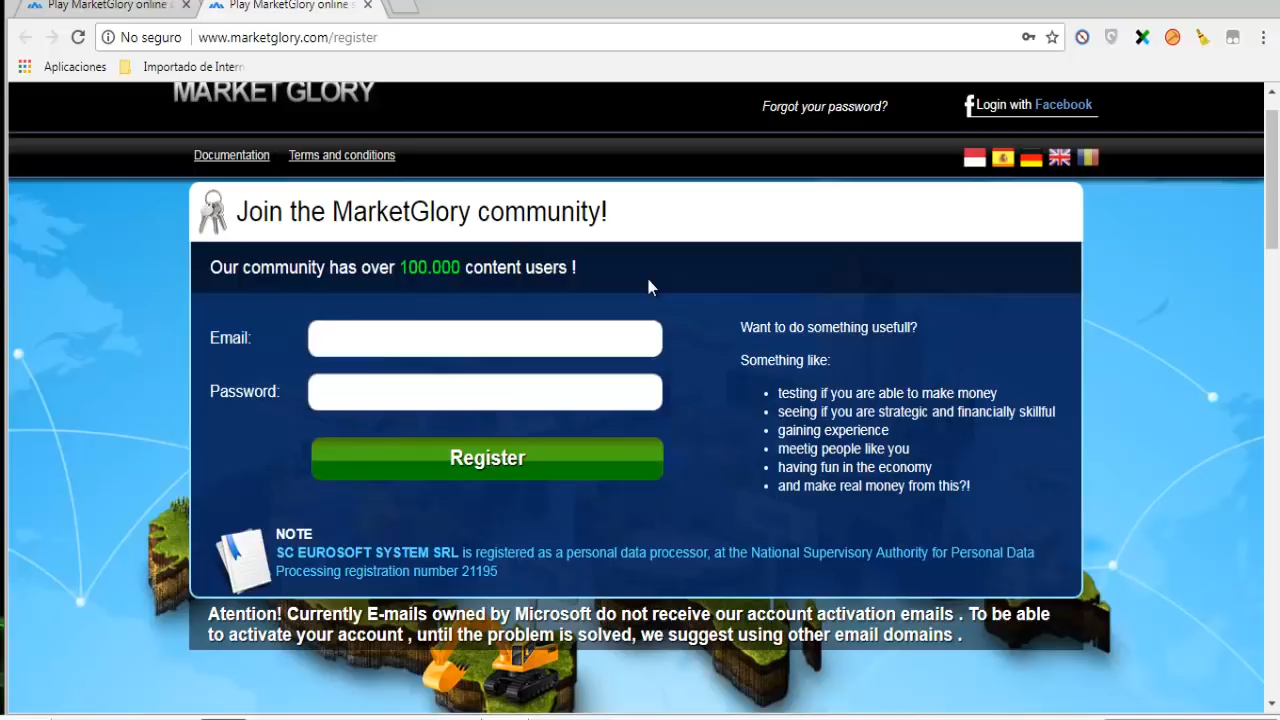 Play MarketGlory online
Play MarketGlory online s
No seguro
www.marketglory.com/register
Aplicaciones
Importado de Intern
MARKET GLORY
Forgot your password?
Login with Facebook
Documentation
Terms and conditions
Join the MarketGlory community!
Our community has over 100.000 content users !
Email:
Password:
Register
Want to do something usefull?
Something like:
testing if you are able to make money
seeing if you are strategic and financially skillful
gaining experience
meetig people like you
having fun in the economy
and make real money from this?!
NOTE
SC EUROSOFT SYSTEM SRL is registered as a personal data processor, at the National Supervisory Authority for Personal Data
Processing registration number 21195
Atention! Currently E-mails owned by Microsoft do not receive our account activation emails . To be able
to activate your account , until the problem is solved, we suggest using other email domains .